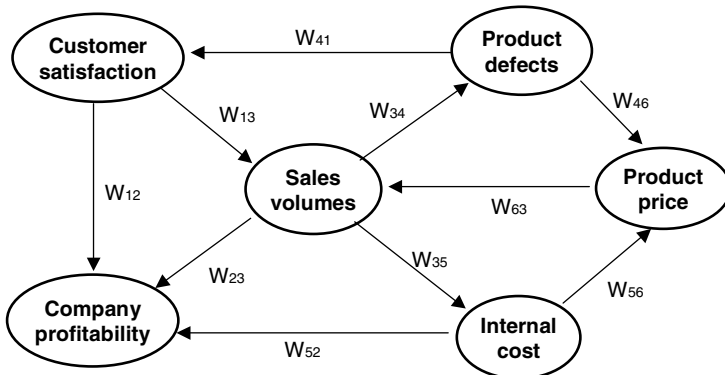 Customer
satisfaction
W41
Product
defects
W13
W34
W46
Sales
volumes
Product
price
W12
W63
W23
W35
W56
Company
profitability
W52
Internal
cost